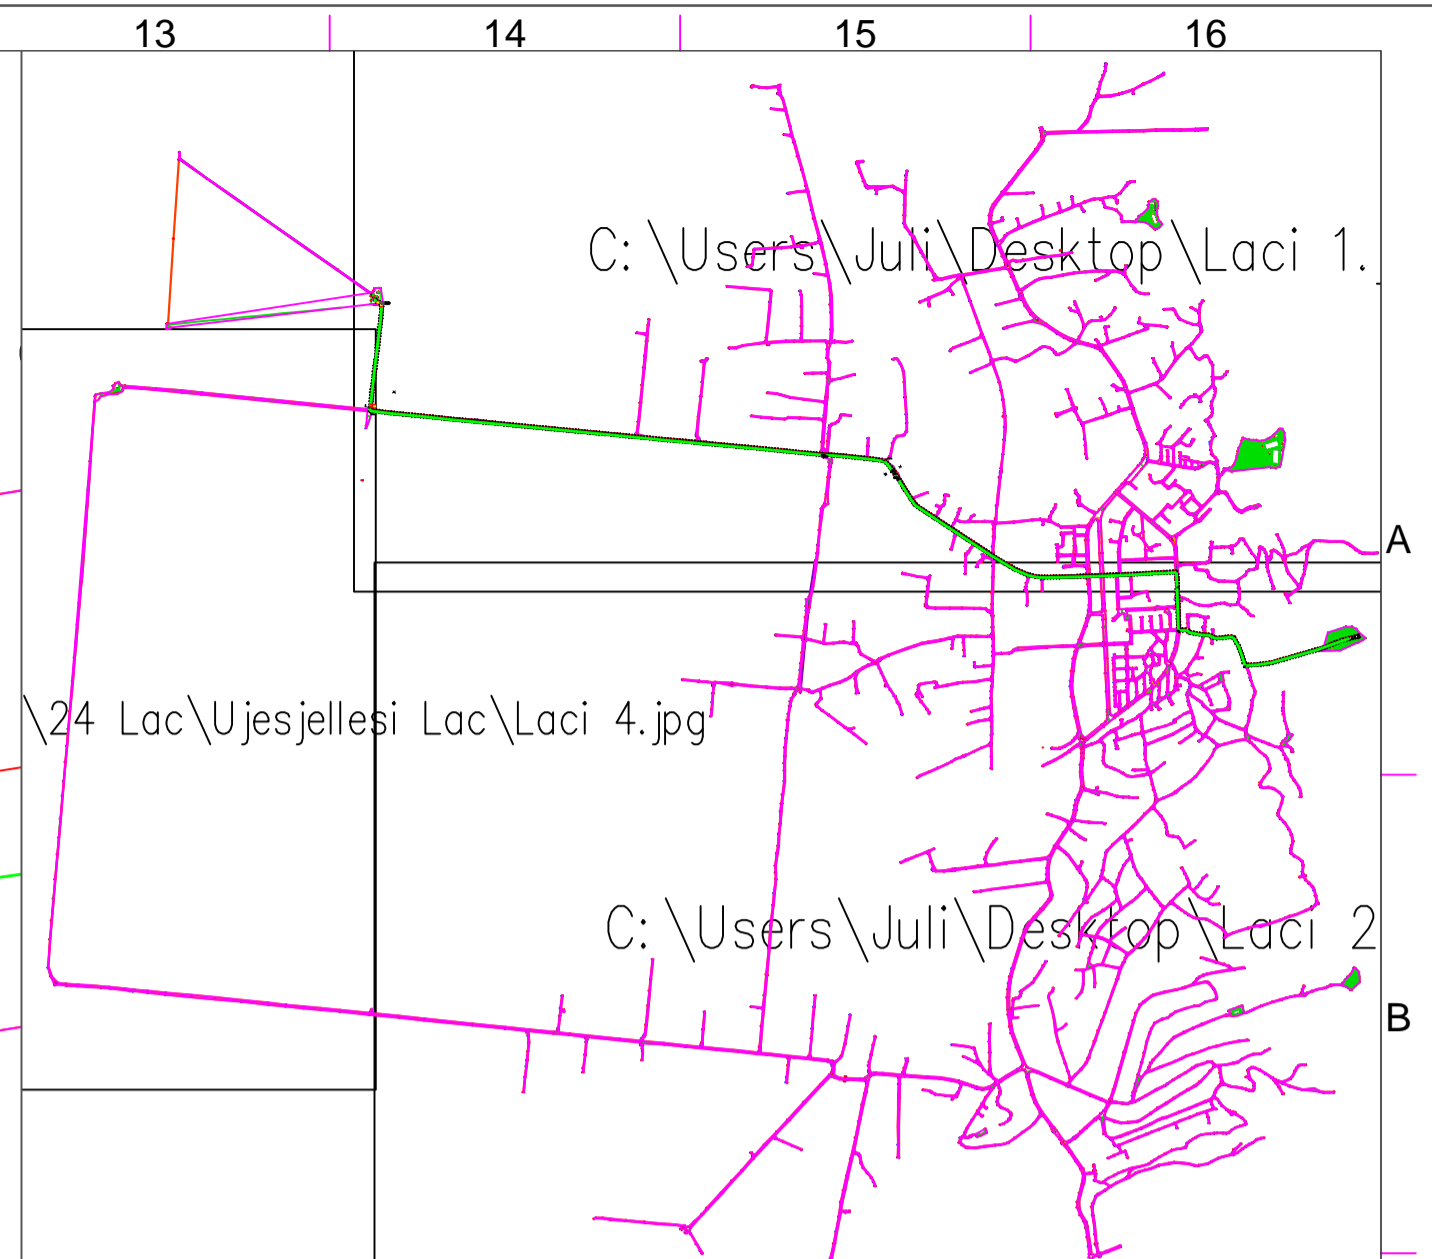 13 14 15 16
C:\Users\Juli\Desktop\Laci 1.
A
\24 Lac\Ujesjellesi Lac\Laci 4.jpg
C:\Users\Juli\Desktop\Laci 2
B